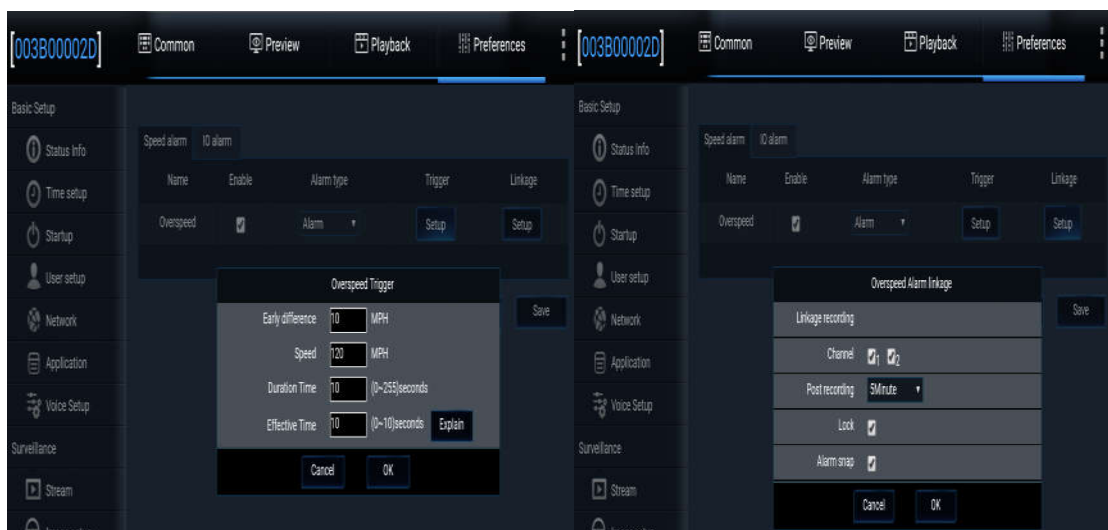 [003B00002D]
Common
Preview
Playback
Preferences
Basic Setup
Status Info
Time setup
Startup
User setup
Network
Application
Voice Setup
Surveillance
Stream
Speed alarm IO alarm
Name Enable Alarm type Trigger Linkage
Overspeed Alarm Setup Setup
Overspeed Trigger
Early difference 10 MPH
Speed 120 MPH
Duration Time 10 (0~255)seconds
Effective Time 10 (0~10)seconds Explain
Cancel OK
Save
[003B00002D]
Common
Preview
Playback
Preferences
Basic Setup
Status Info
Time setup
Startup
User setup
Network
Application
Voice Setup
Surveillance
Stream
Speed alarm IO alarm
Name Enable Alarm type Trigger Linkage
Overspeed Alarm Setup Setup
Overspeed Alarm linkage
Linkage recording
Channel 1 2
Post recording 5Minute
Lock
Alarm snap
Cancel OK
Save